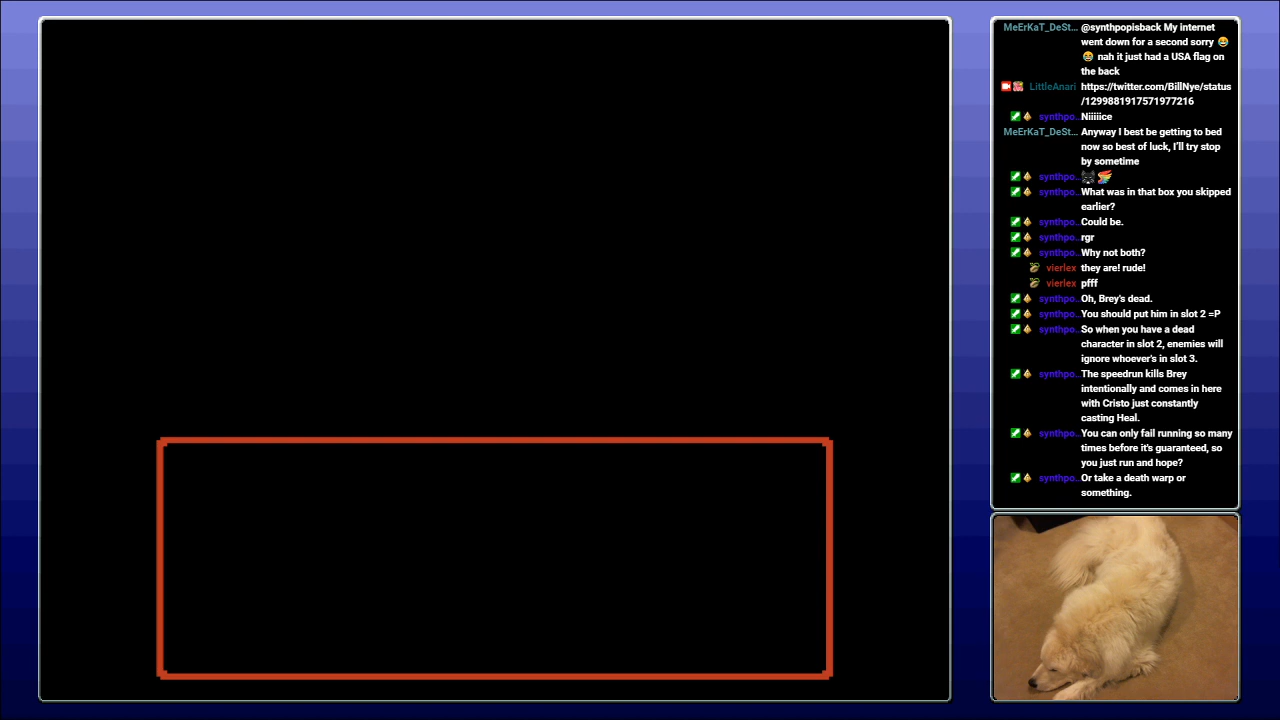 MeErKaT_DeSt... @synthpopisback My internet
went down for a second sorry 😂
😂 nah it just had a USA flag on
the back
LittleAnari https://twitter.com/BillNye/status
/1299881917571977216
synthpo... Niiiiice
MeErKaT_DeSt... Anyway I best be getting to bed
now so best of luck, I'll try stop
by sometime
synthpo...
synthpo... What was in that box you skipped
earlier?
synthpo... Could be.
synthpo... rgr
synthpo... Why not both?
vierlex they are! rude!
vierlex pfff
synthpo... Oh, Brey's dead.
synthpo... You should put him in slot 2 =P
synthpo... So when you have a dead
character in slot 2, enemies will
ignore whoever's in slot 3.
synthpo... The speedrun kills Brey
intentionally and comes in here
with Cristo just constantly
casting Heal.
synthpo... You can only fail running so many
times before it's guaranteed, so
you just run and hope?
synthpo... Or take a death warp or
something.